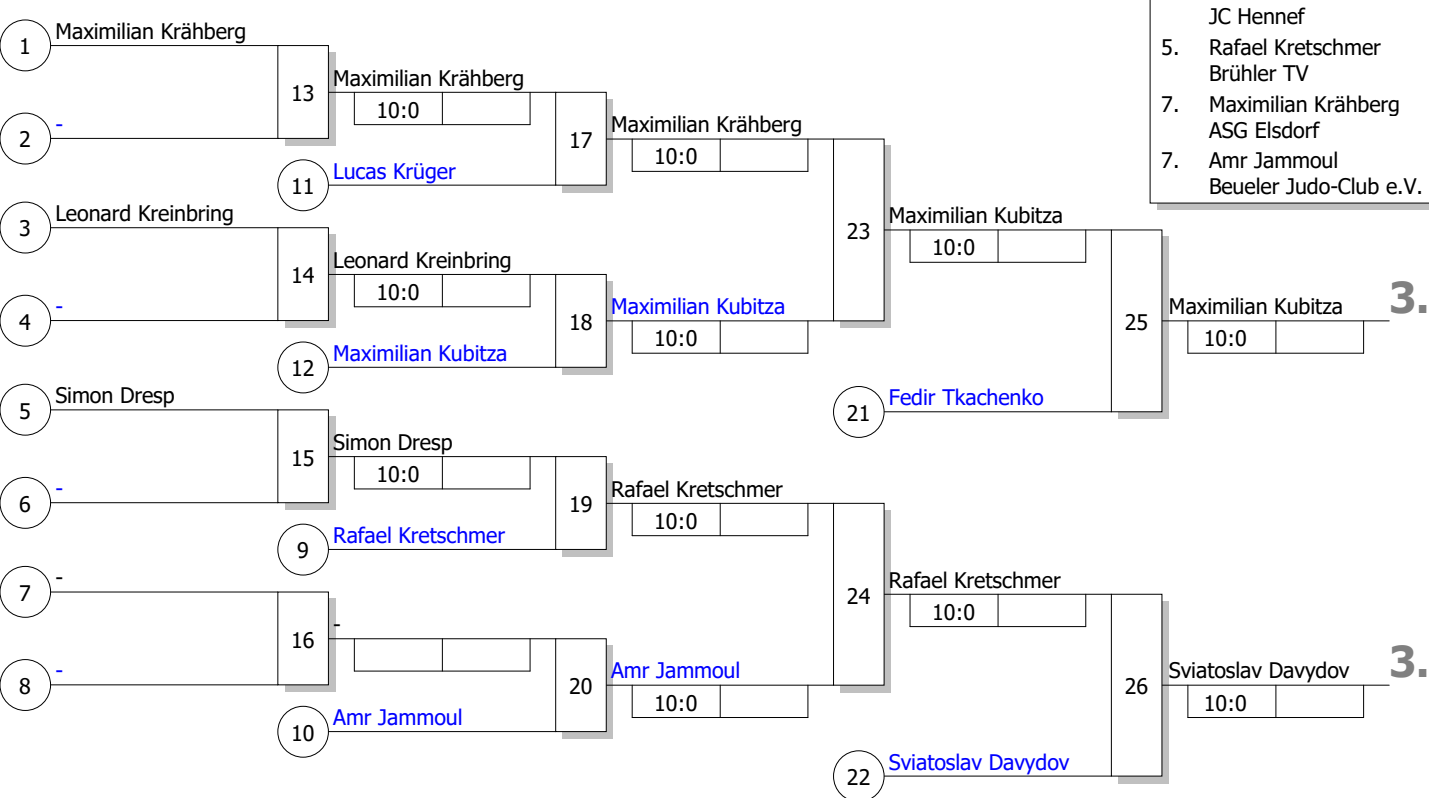 JC Hennef
5. Rafael Kretschmer
Brühler TV
7. Maximilian Krähberg
ASG Elsdorf
7. Amr Jammoul
Beueler Judo-Club e.V.
1 Maximilian Krähberg
2 -
13 Maximilian Krähberg
10:0
11 Lucas Krüger
17 Maximilian Krähberg
10:0
3 Leonard Kreinbring
4 -
14 Leonard Kreinbring
10:0
12 Maximilian Kubitza
18 Maximilian Kubitza
10:0
23 Maximilian Kubitza
10:0
21 Fedir Tkachenko
25 Maximilian Kubitza 3.
10:0
5 Simon Dresp
6 -
15 Simon Dresp
10:0
9 Rafael Kretschmer
19 Rafael Kretschmer
10:0
7 -
8 -
16 -
10 Amr Jammoul
20 Amr Jammoul
10:0
24 Rafael Kretschmer
10:0
22 Sviatoslav Davydov
26 Sviatoslav Davydov 3.
10:0